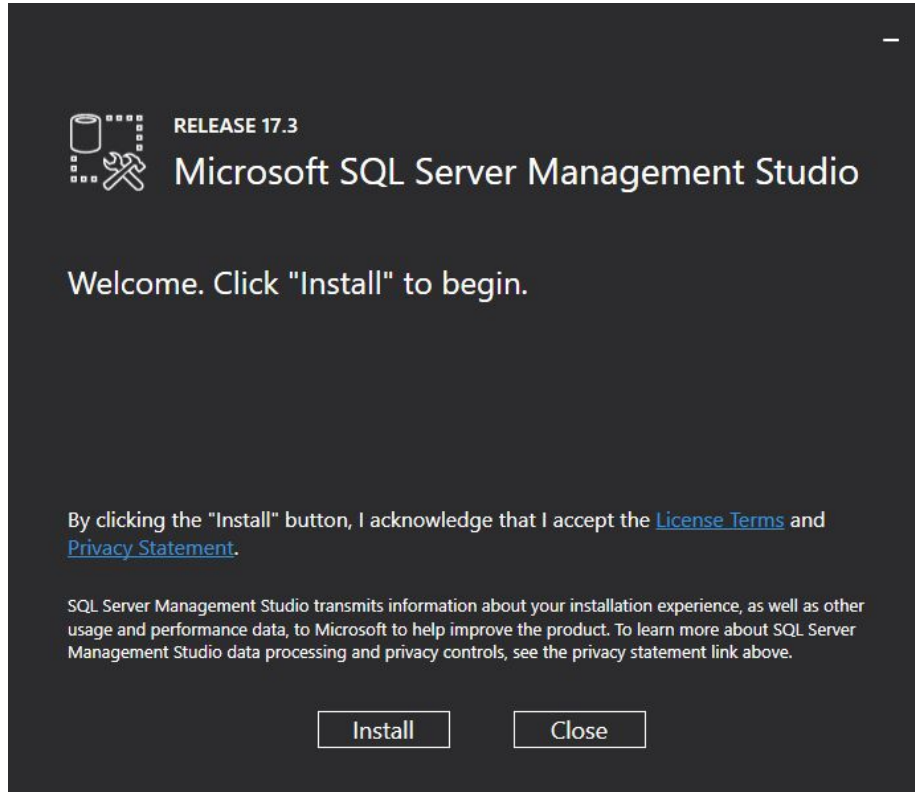 RELEASE 17.3
Microsoft SQL Server Management Studio
Welcome. Click "Install" to begin.
By clicking the "Install" button, I acknowledge that I accept the License Terms and
Privacy Statement.
SQL Server Management Studio transmits information about your installation experience, as well as other
usage and performance data, to Microsoft to help improve the product. To learn more about SQL Server
Management Studio data processing and privacy controls, see the privacy statement link above.
Install
Close